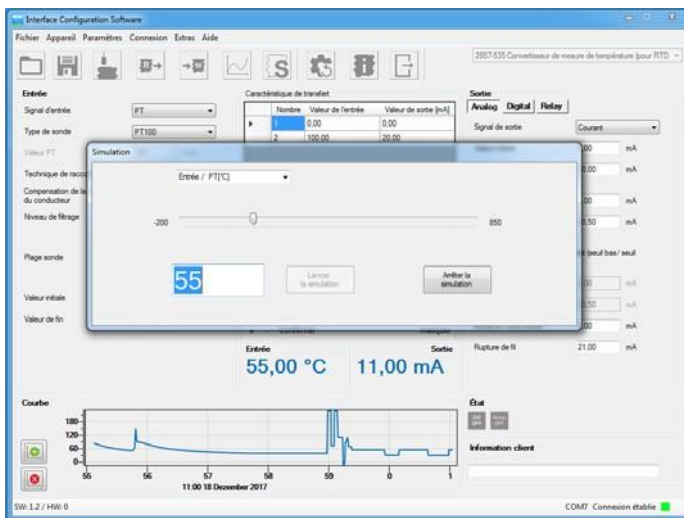 Interface Configuration Software
Fichier Appareil Paramètres Connexion Extras Aide
2857-535 Convertisseur de mesure de température (pour RTD
Entrée
Signal d'entrée
PT
Type de sonde
PT100
Valeur PT
Technique de
Compensation de la
du conducteur
Niveau de filtrage
Plage sonde
Valeur initiale
Valeur de fin
Caractéristique de transfert
Nombre Valeur de l'entrée Valeur de sortie [mA]
1 0.00 0.00
2 100.00 20.00
Sortie
Analog Digital Relay
Signal de sortie
Courant
mA
mA
mA
mA
mA
mA
mA
Rupture de fil
21.00
mA
Simulation
Entrée / PT[°C]
-200
850
55
Lancer
la simulation
Arrêter la
simulation
Entrée
Sortie
55,00 °C
11,00 mA
Courbe
180
120
60
0
55 56 57 58 59 0 1
11:00 18 Dezember 2017
État
Information client
SW: 1.2 / HW: 0
COM7 Connexion établie